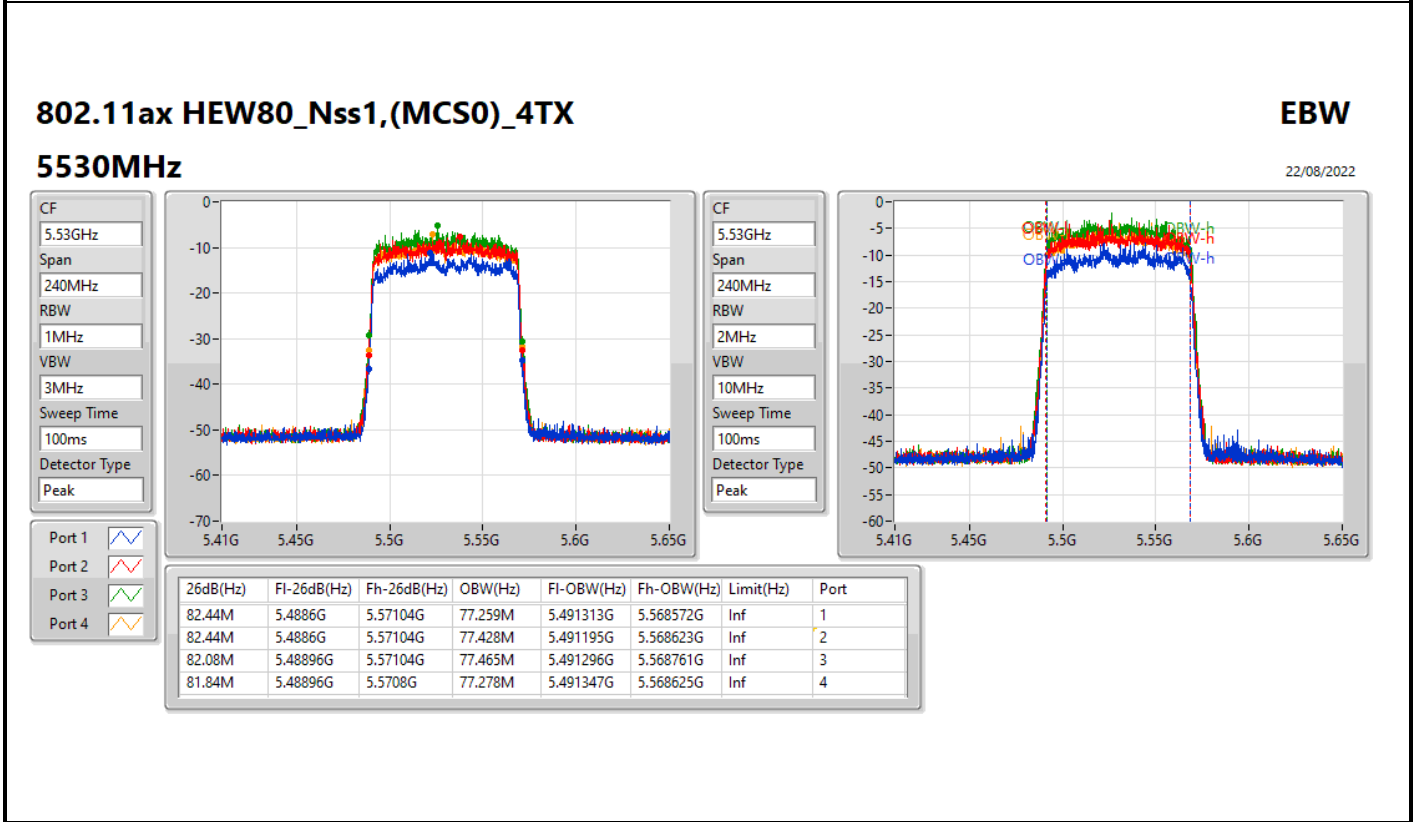 802.11ax HEW80_Nss1,(MCS0)_4TX
EBW
5530MHz
22/08/2022
CF
5.53GHz
Span
240MHz
RBW
1MHz
VBW
3MHz
Sweep Time
100ms
Detector Type
Peak
0
-10
-20
-30
-40
-50
-60
-70
5.41G 5.45G 5.5G 5.55G 5.6G 5.65G
CF
5.53GHz
Span
240MHz
RBW
2MHz
VBW
10MHz
Sweep Time
100ms
Detector Type
Peak
0
-5
-10
-15
-20
-25
-30
-35
-40
-45
-50
-55
-60
5.41G 5.45G 5.5G 5.55G 5.6G 5.65G
Port 1
Port 2
Port 3
Port 4
26dB(Hz) Fl-26dB(Hz) Fh-26dB(Hz) OBW(Hz) Fl-OBW(Hz) Fh-OBW(Hz) Limit(Hz) Port
82.44M 5.4886G 5.57104G 77.259M 5.491313G 5.568572G Inf 1
82.44M 5.4886G 5.57104G 77.428M 5.491195G 5.568623G Inf 2
82.08M 5.48896G 5.57104G 77.465M 5.491296G 5.568761G Inf 3
81.84M 5.48896G 5.5708G 77.278M 5.491347G 5.568625G Inf 4